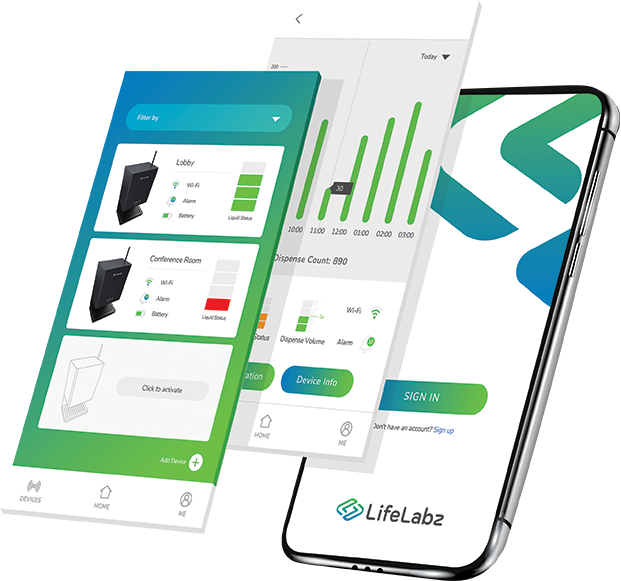 Filter by
Lobby
Wi-Fi
Alarm
Battery
Liquid Status
Conference Room
Wi-Fi
Alarm
Battery
Liquid Status
Click to activate
Add Device
DEVICES
HOME
ME
Today
200
30
10:00 11:00 12:00 01:00 02:00 03:00
Dispense Count: 890
Status
Dispense Volume
Wi-Fi
Alarm
Device Info
HOME
ME
SIGN IN
Don't have an account? Sign up
LifeLabz